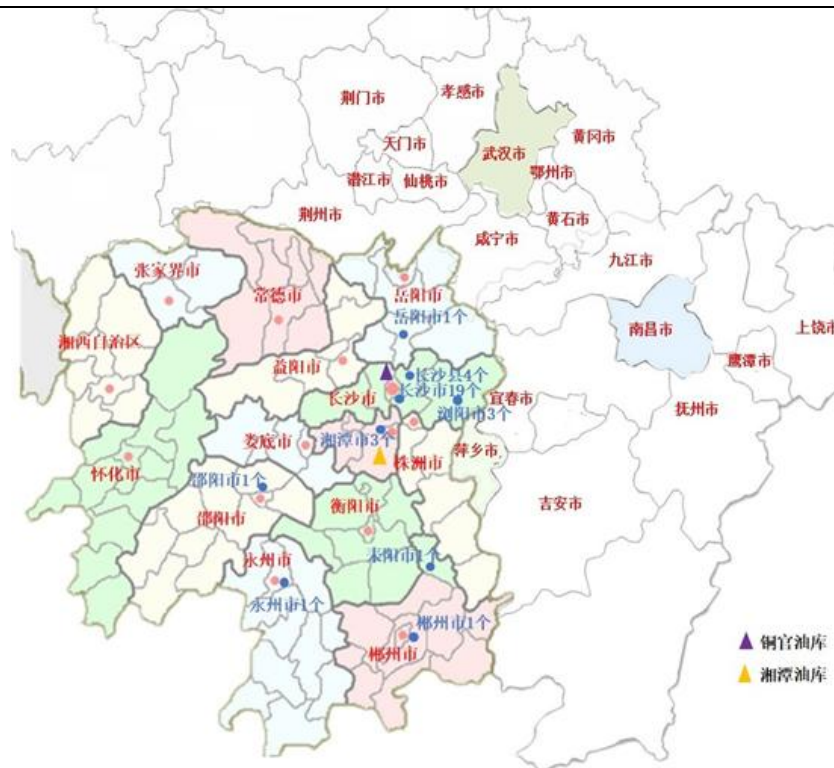 荆门市
孝感市
天门市
武汉市
黄冈市
鄂州市
潜江市
仙桃市
荆州市
黄石市
咸宁市
九江市
张家界市
常德市
岳阳市
岳阳市1个
南昌市
上饶市
湘西自治区
益阳市
鹰潭市
长沙县4个
长沙市
长沙市19个
宜春市
浏阳市3个
抚州市
娄底市
湘潭市3个
株洲市
萍乡市
怀化市
邵阳市1个
邵阳市
衡阳市
吉安市
永州市
耒阳市1个
永州市1个
郴州市1个
郴州市
铜官油库
湘潭油库